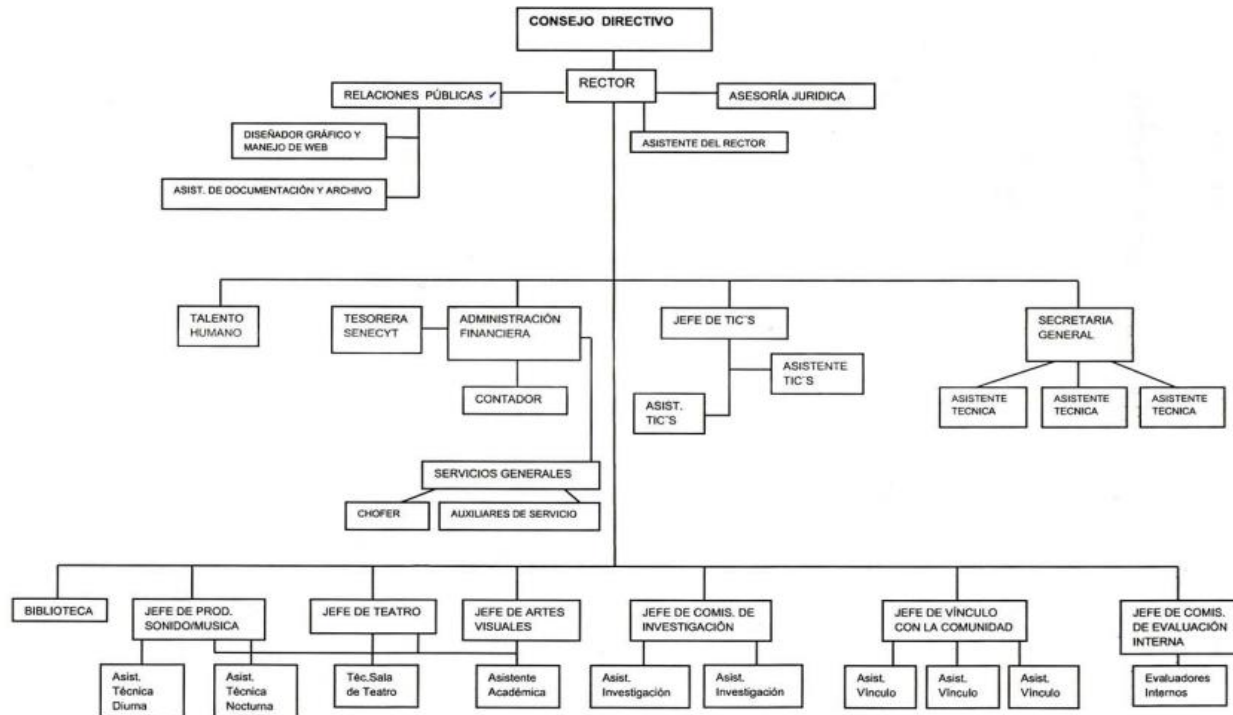 CONSEJO DIRECTIVO
RECTOR
RELACIONES PÚBLICAS ✓
ASESORÍA JURIDICA
DISEÑADOR GRÁFICO Y
MANEJO DE WEB
ASISTENTE DEL RECTOR
ASIST. DE DOCUMENTACIÓN Y ARCHIVO
TALENTO
HUMANO
TESORERA
SENECYT
ADMINISTRACIÓN
FINANCIERA
JEFE DE TIC¨S
SECRETARIA
GENERAL
CONTADOR
ASISTENTE
TIC¨S
ASIST.
TIC¨S
ASISTENTE
TECNICA
ASISTENTE
TECNICA
ASISTENTE
TECNICA
SERVICIOS GENERALES
CHOFER
AUXILIARES DE SERVICIO
BIBLIOTECA
JEFE DE PROD.
SONIDO/MUSICA
JEFE DE TEATRO
JEFE DE ARTES
VISUALES
JEFE DE COMIS. DE
INVESTIGACIÓN
JEFE DE VÍNCULO
CON LA COMUNIDAD
JEFE DE COMIS.
DE EVALUACIÓN
INTERNA
Asist.
Técnica
Diurna
Asist.
Técnica
Nocturna
Téc.Sala
de Teatro
Asistente
Académica
Asist.
Investigación
Asist.
Investigación
Asist.
Vínculo
Asist.
Vínculo
Asist.
Vínculo
Evaluadores
Internos